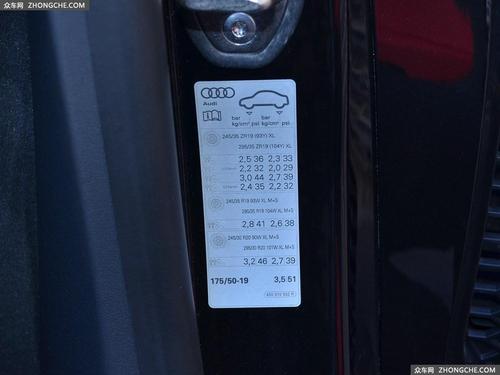 众车网 ZHONGCHE.COM
Audi
bar bar
kg/cm² psi kg/cm² psi
245/35 ZR19 (93Y) XL
295/35 ZR19 (104Y) XL
2,5 36 2,3 33
2,2 32 2,0 29
3,0 44 2,7 39
2,4 35 2,2 32
245/35 R19 93W XL M+S
295/35 R19 104W XL M+S
2,8 41 2,6 38
245/30 R20 90W XL M+S
295/30 R20 101W XL M+S
3,2 46 2,7 39
175/50-19 3,5 51
众车网 ZHONGCHE.COM